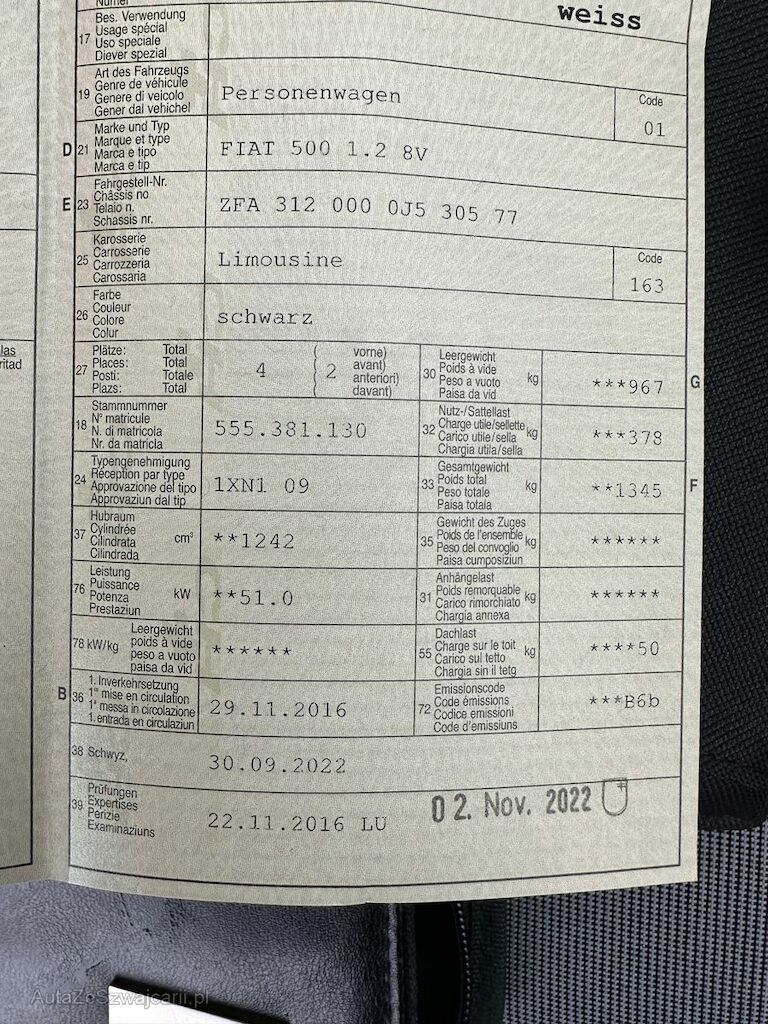 weiss
17 Bes. Verwendung
Usage spécial
Uso speciale
Diever spezial
19 Art des Fahrzeugs
Genre de véhicule
Genere di veicolo
Gener dal vehichel
Personenwagen
Code
01
D 21 Marke und Typ
Marque et type
Marca e tipo
Marca e tip
FIAT 500 1.2 8V
E 23 Fahrgestell-Nr.
Châssis no
Telaio n.
Schassis nr.
ZFA 312 000 0J5 305 77
25 Karosserie
Carrosserie
Carrozzeria
Carossaria
Limousine
Code
163
26 Farbe
Couleur
Colore
Colur
schwarz
27 Plätze: Total
Places: Total
Posti: Totale
Plazs: Total
4 ( 2 vorne)
( avant)
( anteriori)
( davant)
30 Leergewicht
Poids à vide
Peso a vuoto
Paisa da vid
kg
***967
G
18 Stammnummer
N° matricule
N. di matricola
Nr. da matricla
555.381.130
32 Nutz-/Sattellast
Charge utile/sellette
Carico utile/sella
Chargia utila/sella
kg
***378
24 Typengenehmigung
Réception par type
Approvazione del tipo
Approvaziun dal tip
1XN1 09
33 Gesamtgewicht
Poids total
Peso totale
Paisa totala
kg
**1345
F
37 Hubraum
Cylindrée
Cilindrata
Cilindrada
cm³
**1242
35 Gewicht des Zuges
Poids de l'ensemble
Peso del convoglio
Paisa cumposiziun
kg
******
76 Leistung
Puissance
Potenza
Prestaziun
kW
**51.0
31 Anhängelast
Poids remorquable
Carico rimorchiato
Chargia annexa
kg
******
78 kW/kg Leergewicht
poids à vide
peso a vuoto
paisa da vid
******
55 Dachlast
Charge sur le toit
Carico sul tetto
Chargia sin il tetg
kg
****50
B 36 1. Inverkehrsetzung
1re mise en circulation
1a messa in circolazione
1. entrada en circulaziun
29.11.2016
72 Emissionscode
Code émissions
Codice emissioni
Code d'emissiuns
***B6b
38 Schwyz,
30.09.2022
39 Prüfungen
Expertises
Perizie
Examinaziuns
22.11.2016 LU
02. Nov. 2022
AutaZeSzwajcarii.pl